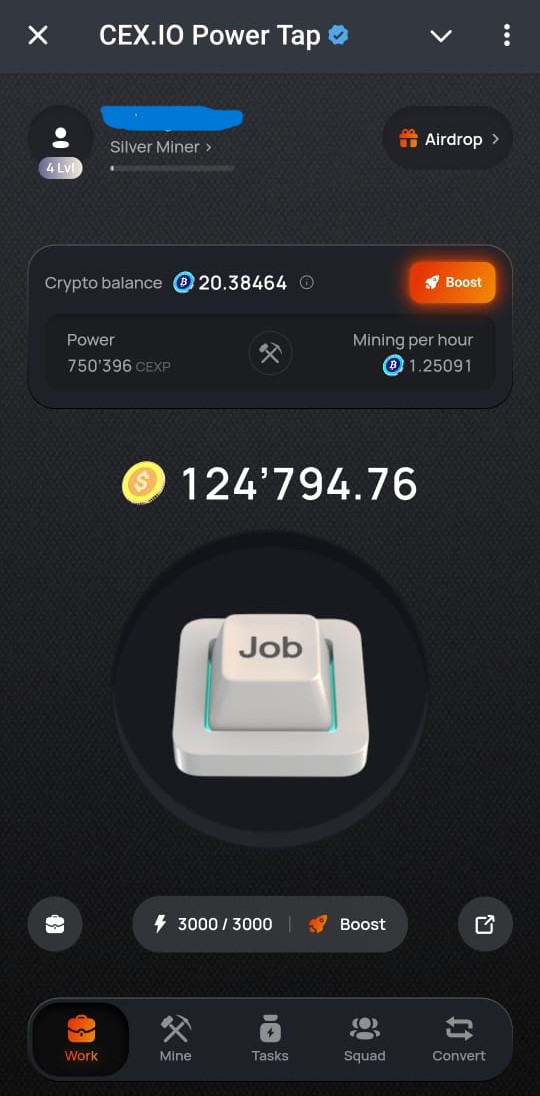 CEX.IO Power Tap
Silver Miner >
4 Lvl
Airdrop >
Crypto balance 20.38464
Boost
Power
Mining per hour
750'396 CEXP
1.25091
124'794.76
Job
3000 / 3000 | Boost
Work Mine Tasks Squad Convert